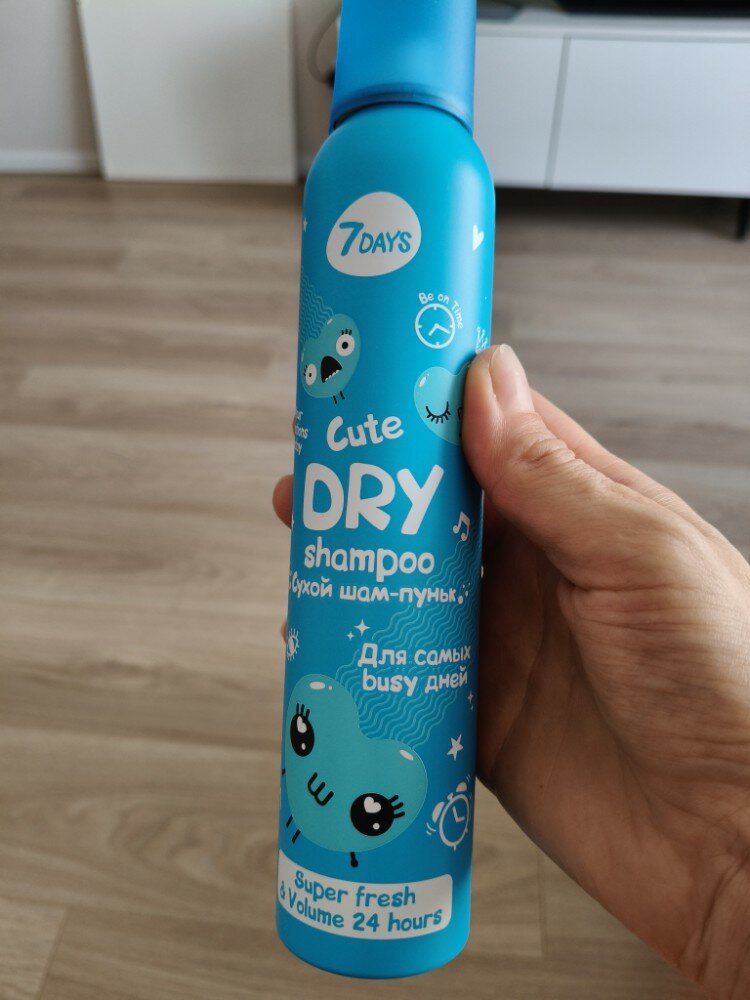 7DAYS
Be on Time
Cute
DRY
shampoo
Сухой шам-пуньк
Для самых
busy дней
Super fresh
& Volume 24 hours